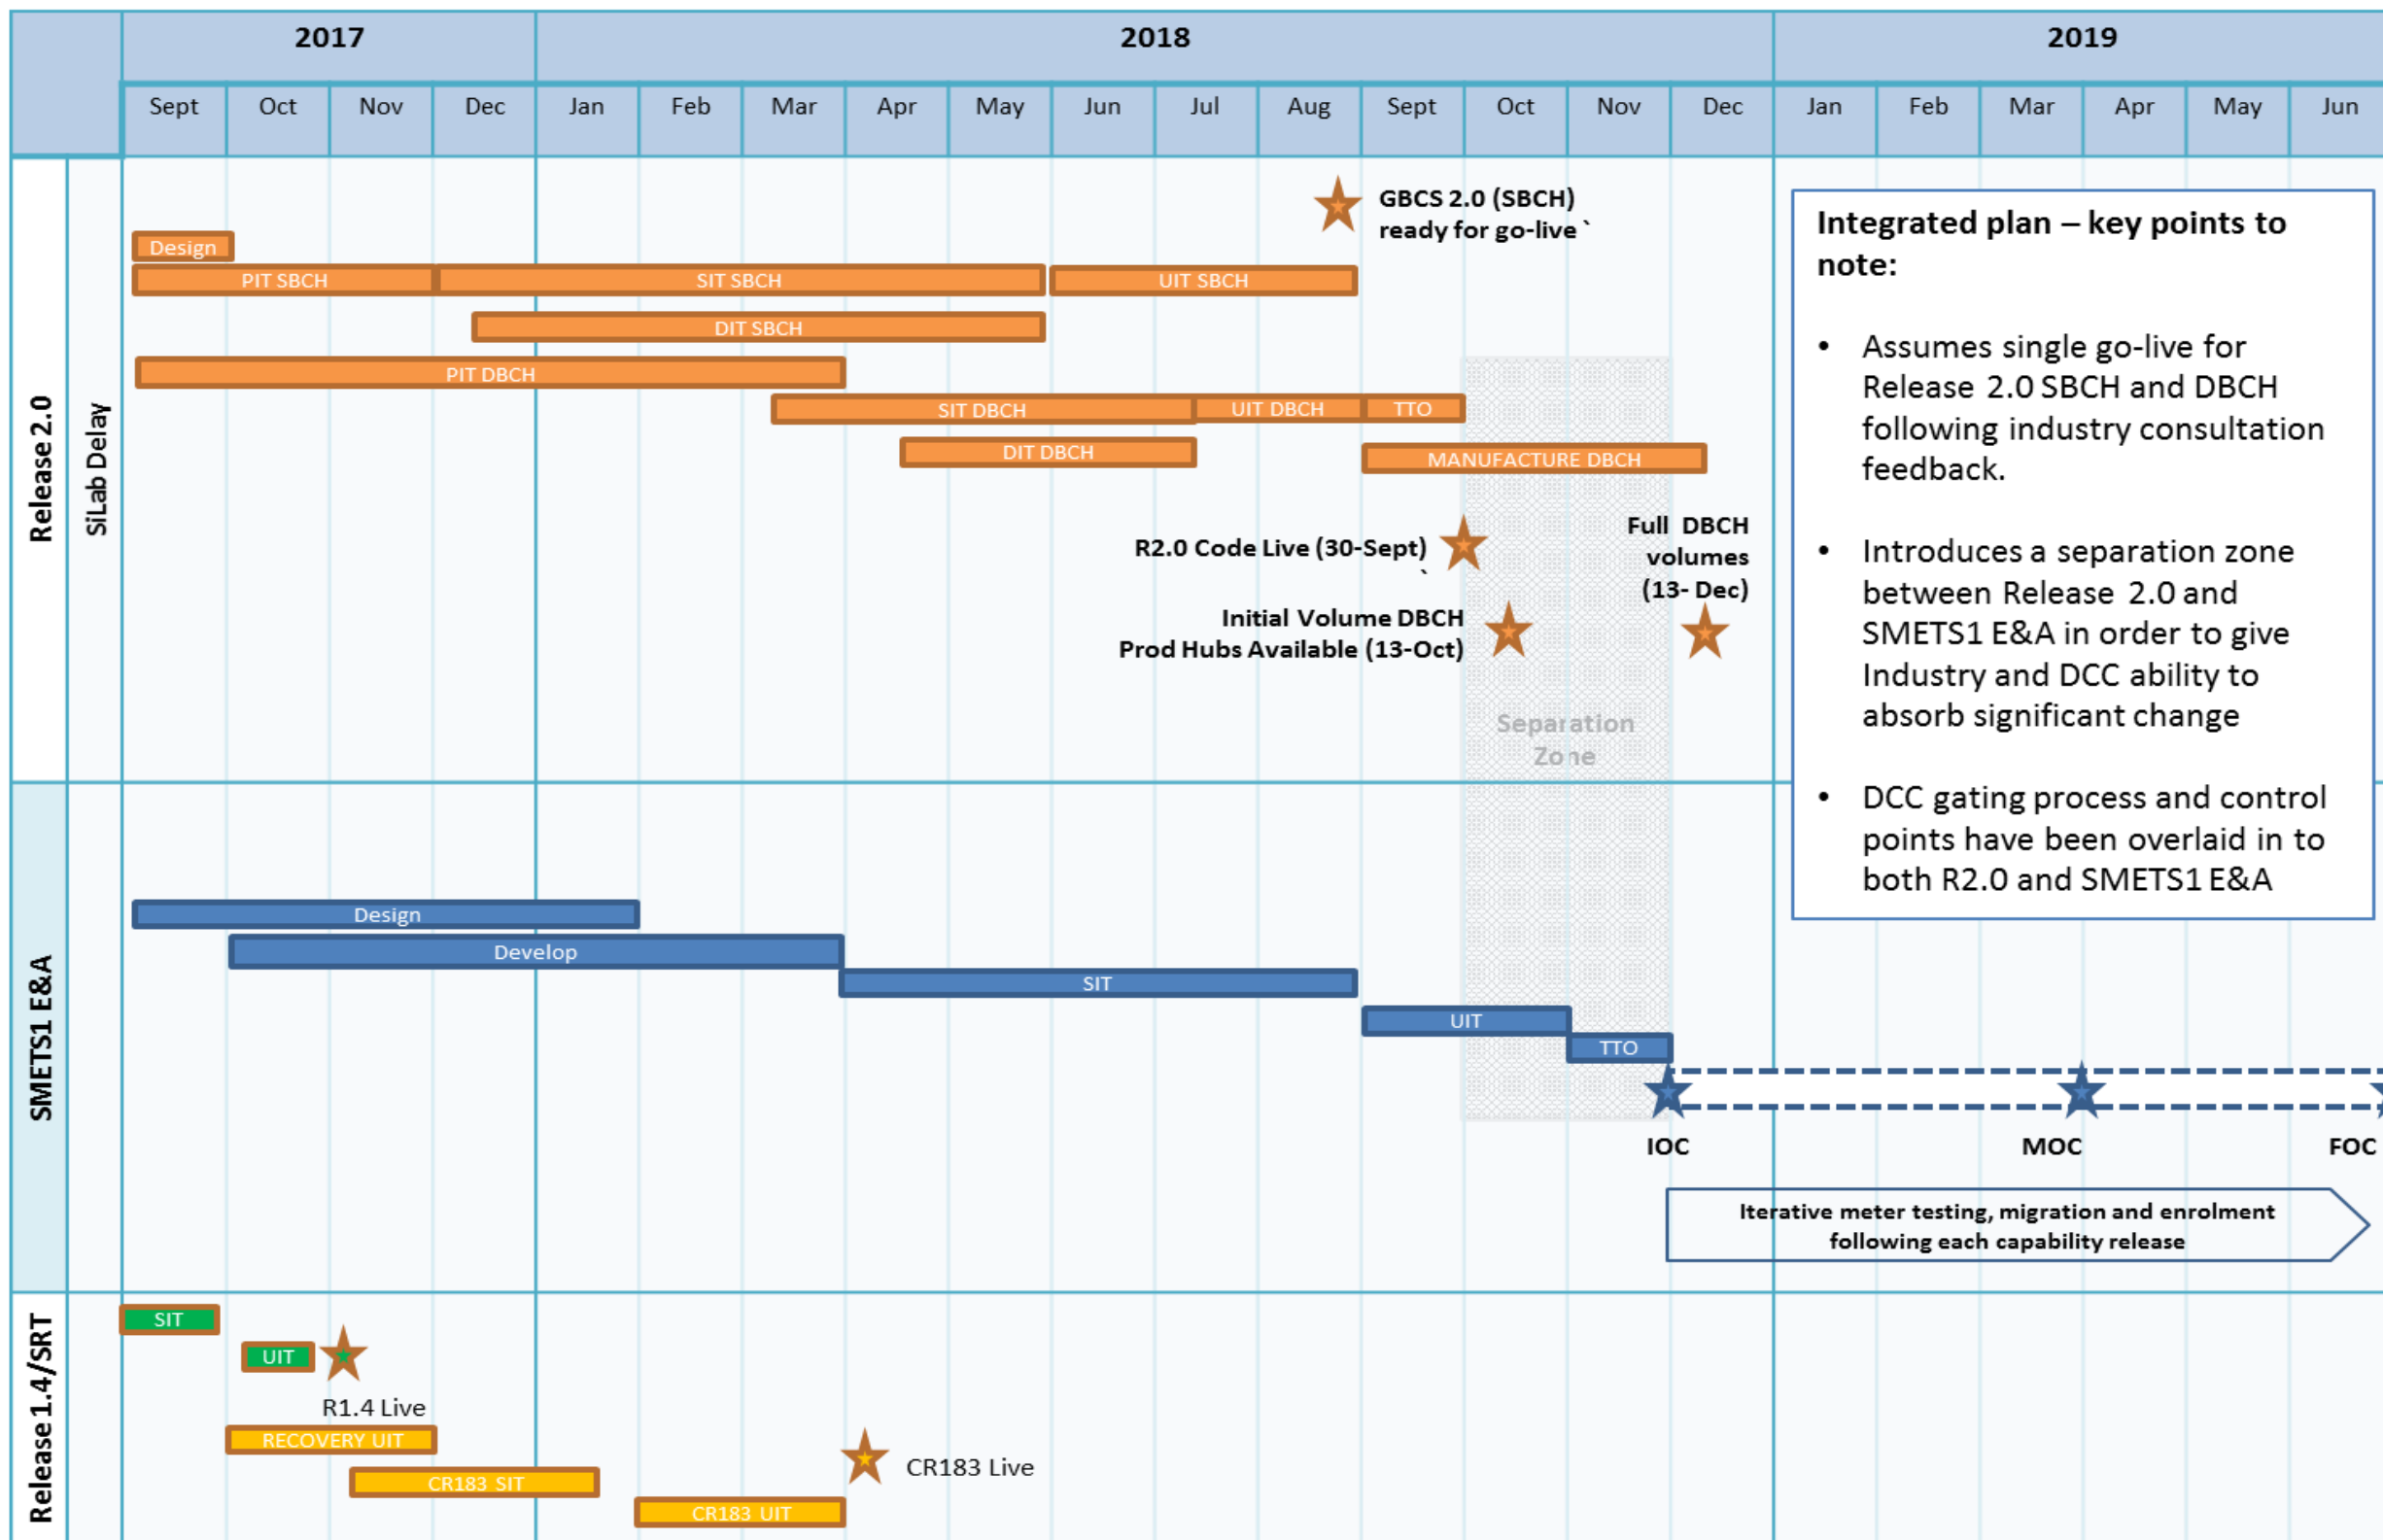 2017
2018
2019
Sept
Oct
Nov
Dec
Jan
Feb
Mar
Apr
May
Jun
Jul
Aug
Sept
Oct
Nov
Dec
Jan
Feb
Mar
Apr
May
Jun
Release 2.0
SiLab Delay
GBCS 2.0 (SBCH)
ready for go-live `
Design
PIT SBCH
SIT SBCH
UIT SBCH
DIT SBCH
PIT DBCH
SIT DBCH
UIT DBCH
TTO
DIT DBCH
MANUFACTURE DBCH
R2.0 Code Live (30-Sept)
`
Full DBCH
volumes
(13- Dec)
Initial Volume DBCH
Prod Hubs Available (13-Oct)
Separation
Zone
Integrated plan – key points to
note:
• Assumes single go-live for
Release 2.0 SBCH and DBCH
following industry consultation
feedback.
• Introduces a separation zone
between Release 2.0 and
SMETS1 E&A in order to give
Industry and DCC ability to
absorb significant change
• DCC gating process and control
points have been overlaid in to
both R2.0 and SMETS1 E&A
SMETS1 E&A
Design
Develop
SIT
UIT
TTO
IOC
MOC
FOC
Iterative meter testing, migration and enrolment
following each capability release
Release 1.4/SRT
SIT
UIT
R1.4 Live
RECOVERY UIT
CR183 SIT
CR183 Live
CR183 UIT